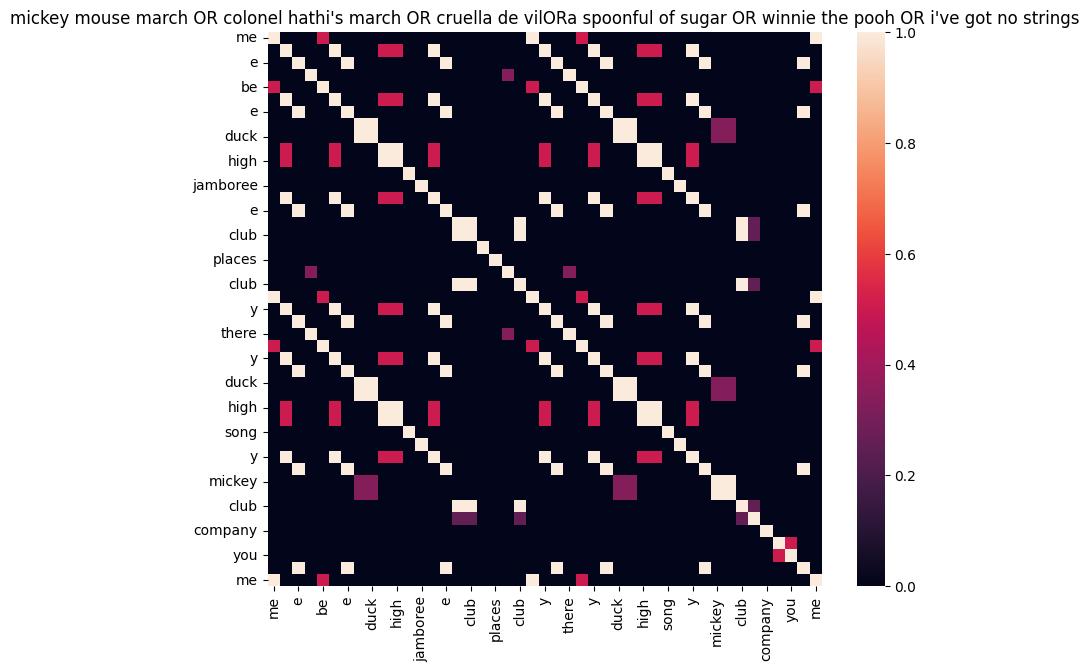 mickey mouse march OR colonel hathi's march OR cruella de vilORa spoonful of sugar OR winnie the pooh OR i've got no strings
me
e
be
e
duck
high
jamboree
e
club
places
club
y
there
y
duck
high
song
y
mickey
club
company
you
me
1.0
0.8
0.6
0.4
0.2
0.0
me
e
be
e
duck
high
jamboree
e
club
places
club
y
there
y
duck
high
song
y
mickey
club
company
you
me